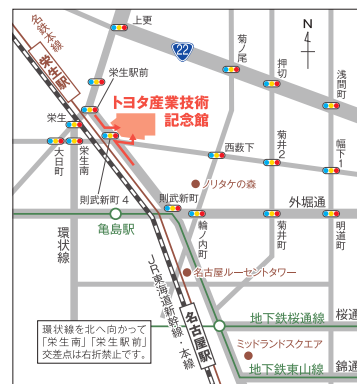 上更
N
名鉄本線
栄生駅
22
菊ノ尾
押切
浅間町
栄生駅前
トヨタ産業技術
記念館
栄生
大日町
栄生南
西薮下
菊井2
幅下1
則武新町4
ノリタケの森
則武新町
外堀通
亀島駅
輪ノ内町
菊井町
明道町
環状線
名古屋ルーセントタワー
JR東海道新幹線・本線
名古屋駅
桜通
地下鉄桜通線
環状線を北へ向かって
「栄生南」「栄生駅前」
交差点は右折禁止です。
ミッドランドスクエア
錦通
地下鉄東山線